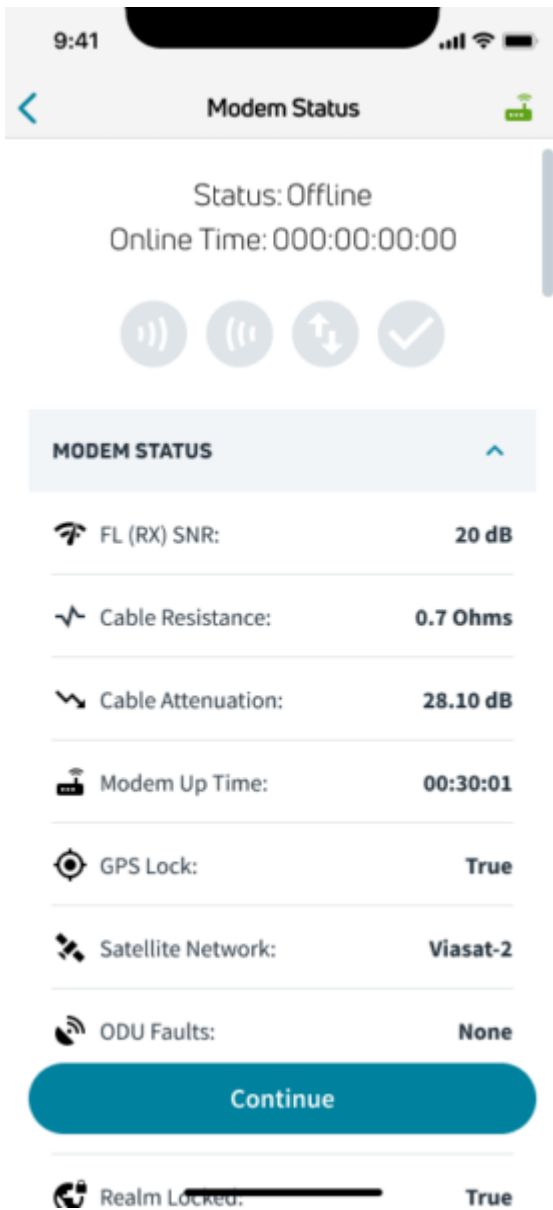 9:41
Modem Status
Status: Offline
Online Time: 000:00:00:00
MODEM STATUS
FL (RX) SNR: 20 dB
Cable Resistance: 0.7 Ohms
Cable Attenuation: 28.10 dB
Modem Up Time: 00:30:01
GPS Lock: True
Satellite Network: Viasat-2
ODU Faults: None
Continue
Realm Locked: True